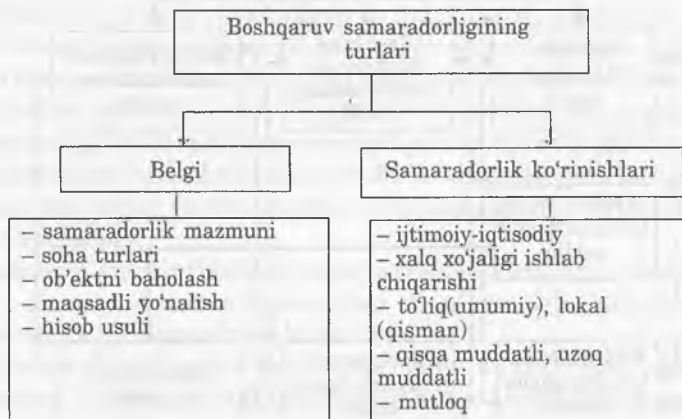 Boshqaruv samaradorligining
turlari
Belgi
– samaradorlik mazmuni
– soha turlari
– ob'ektni baholash
– maqsadli yo‘nalish
– hisob usuli
Samaradorlik ko‘rinishlari
– ijtimoiy-iqtisodiy
– xalq xo‘jaligi ishlab
chiqarishi
– to‘liq(umumiy), lokal
(qisman)
– qisqa muddatli, uzoq
muddatli
– mutloq